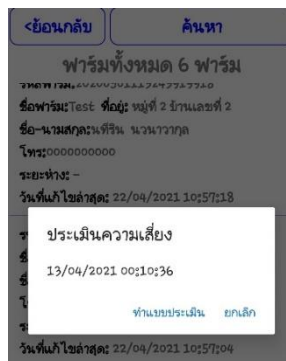 <ย้อนกลับ ค้นหา
ฟาร์มทั้งหมด 6 ฟาร์ม
ชื่อฟาร์ม:Test ที่อยู่: หมู่ที่ 2 บ้านเลขที่ 2
ชื่อ-นามสกุล:นทีริน นวนาวากุล
โทร:0000000000
ระยะห่าง: -
วันที่แก้ไขล่าสุด: 22/04/2021 10:57:18
ประเมินความเสี่ยง
13/04/2021 00:10:36
ทำแบบประเมิน ยกเลิก
วันที่แก้ไขล่าสุด: 22/04/2021 10:57:04